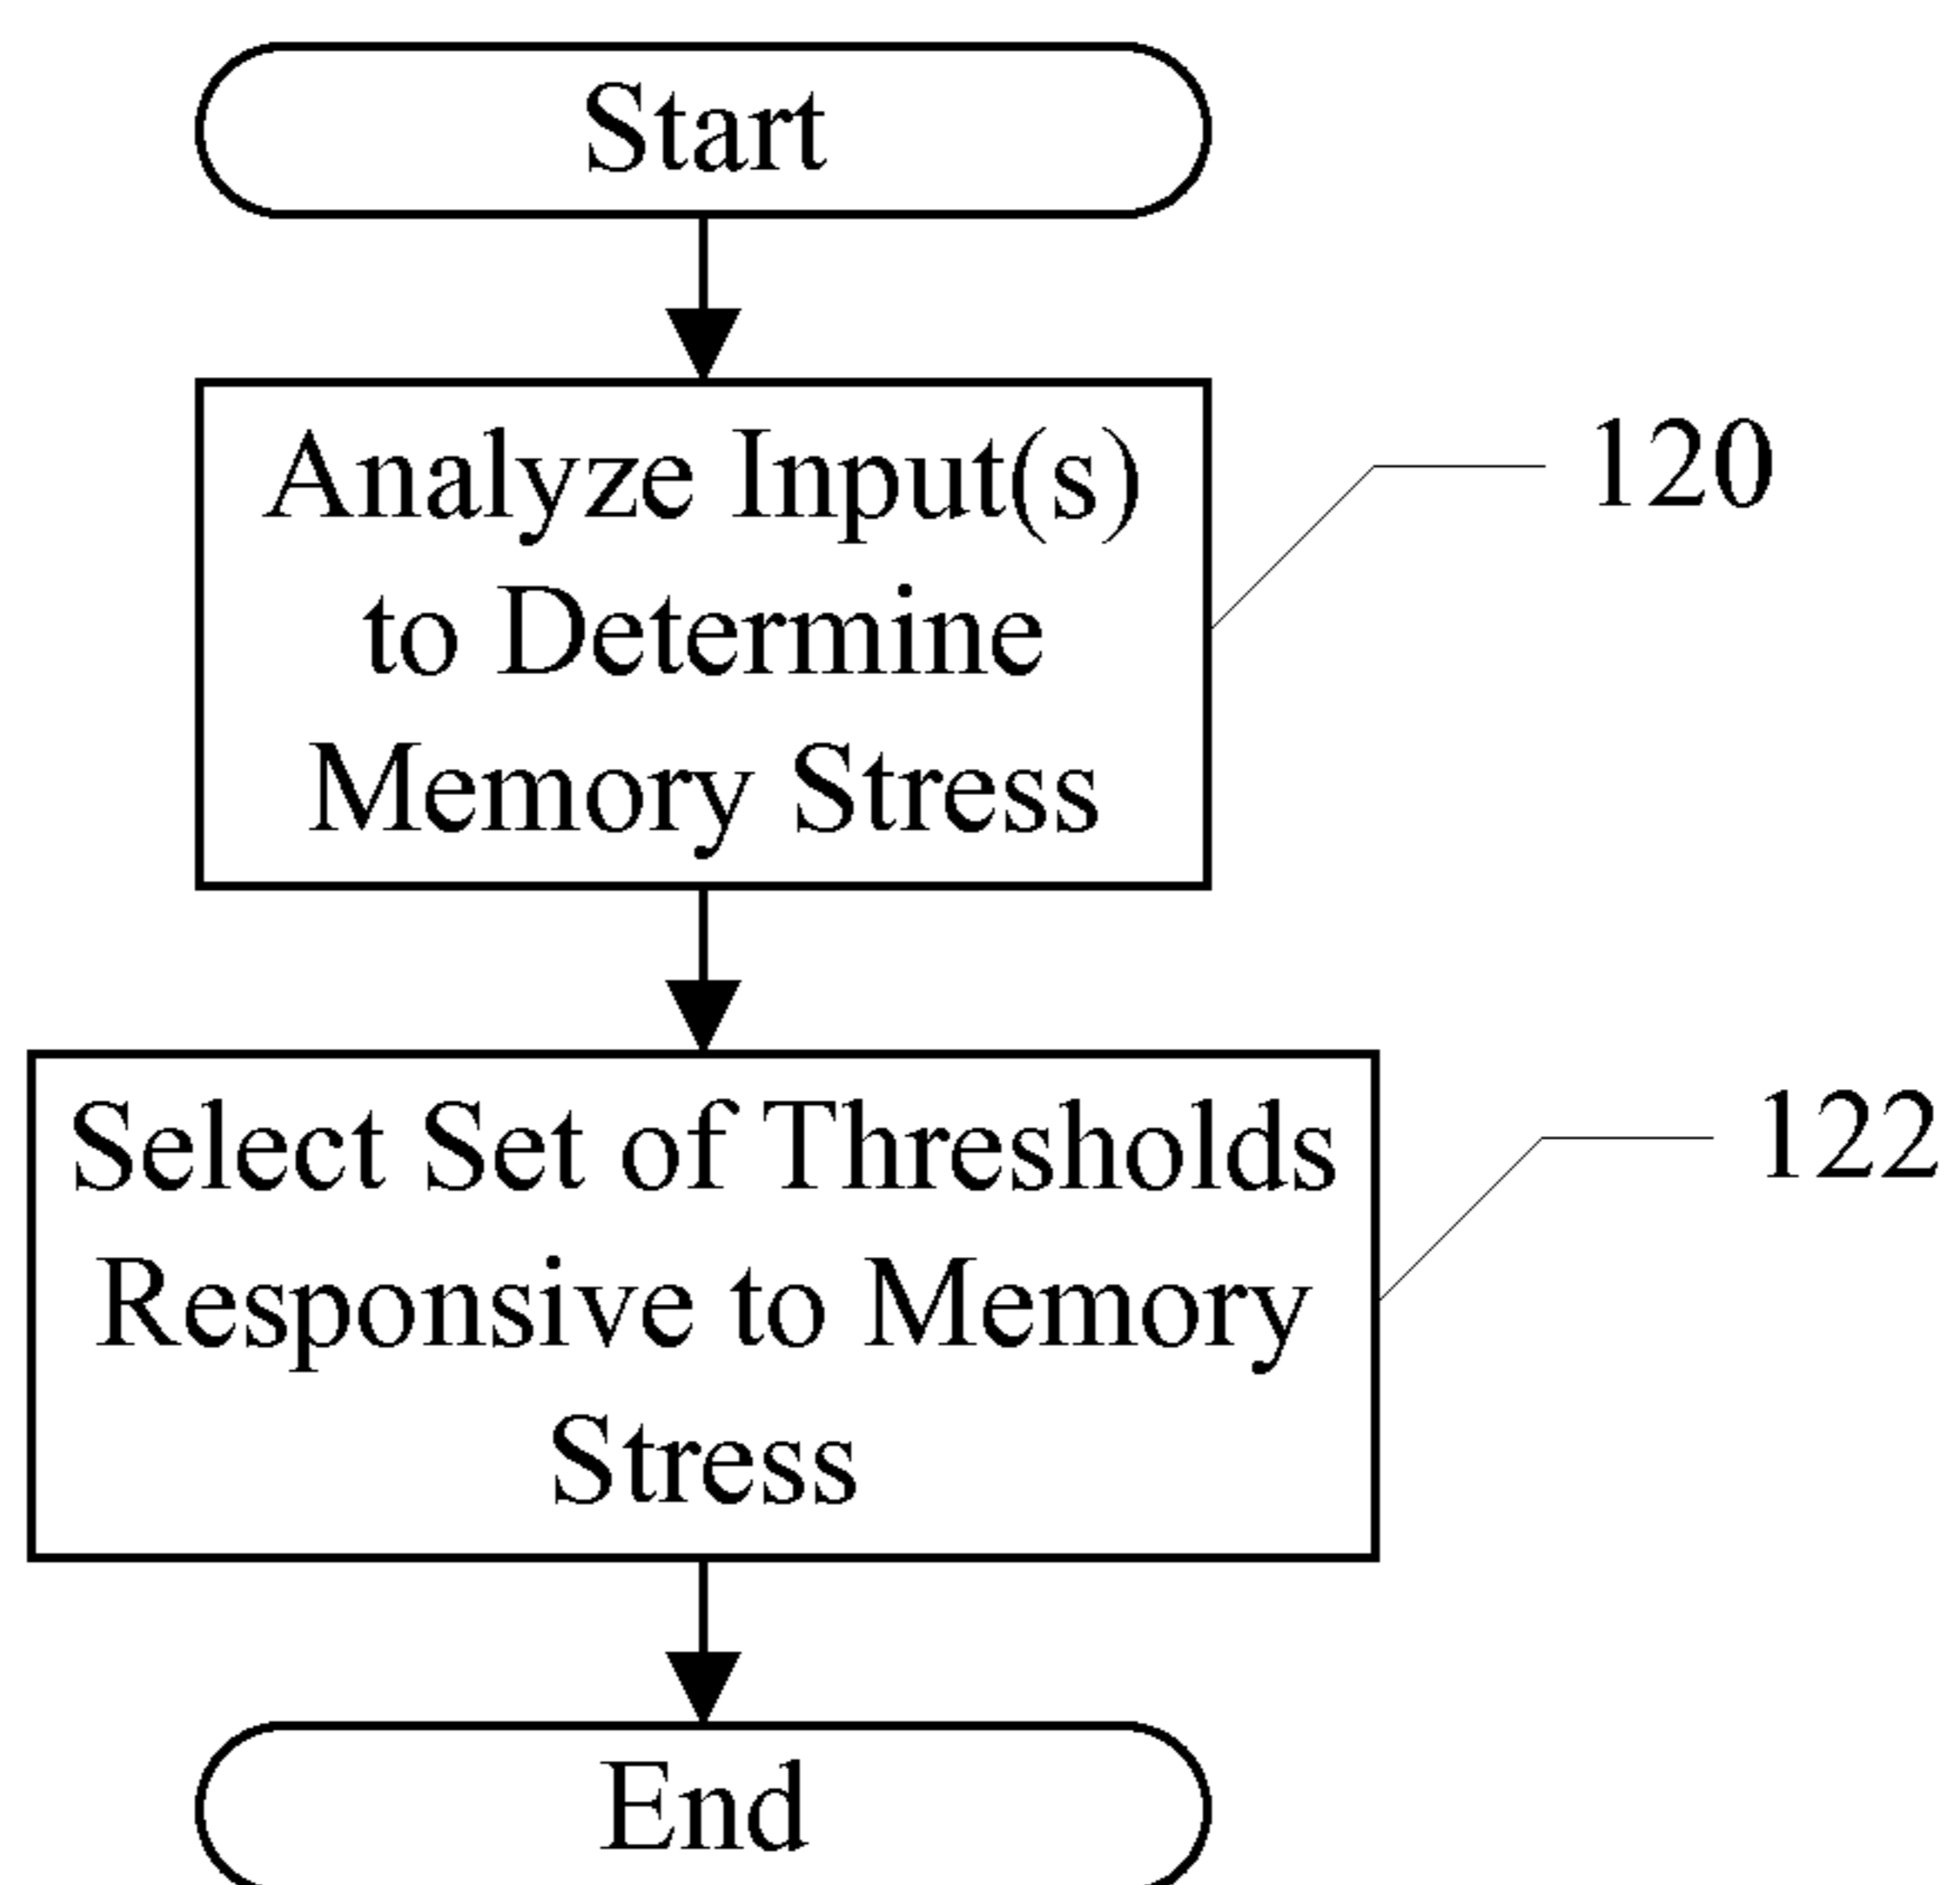 Start
Analyze Input(s)
to Determine
Memory Stress
120
Select Set of Thresholds
Responsive to Memory
Stress
122
End